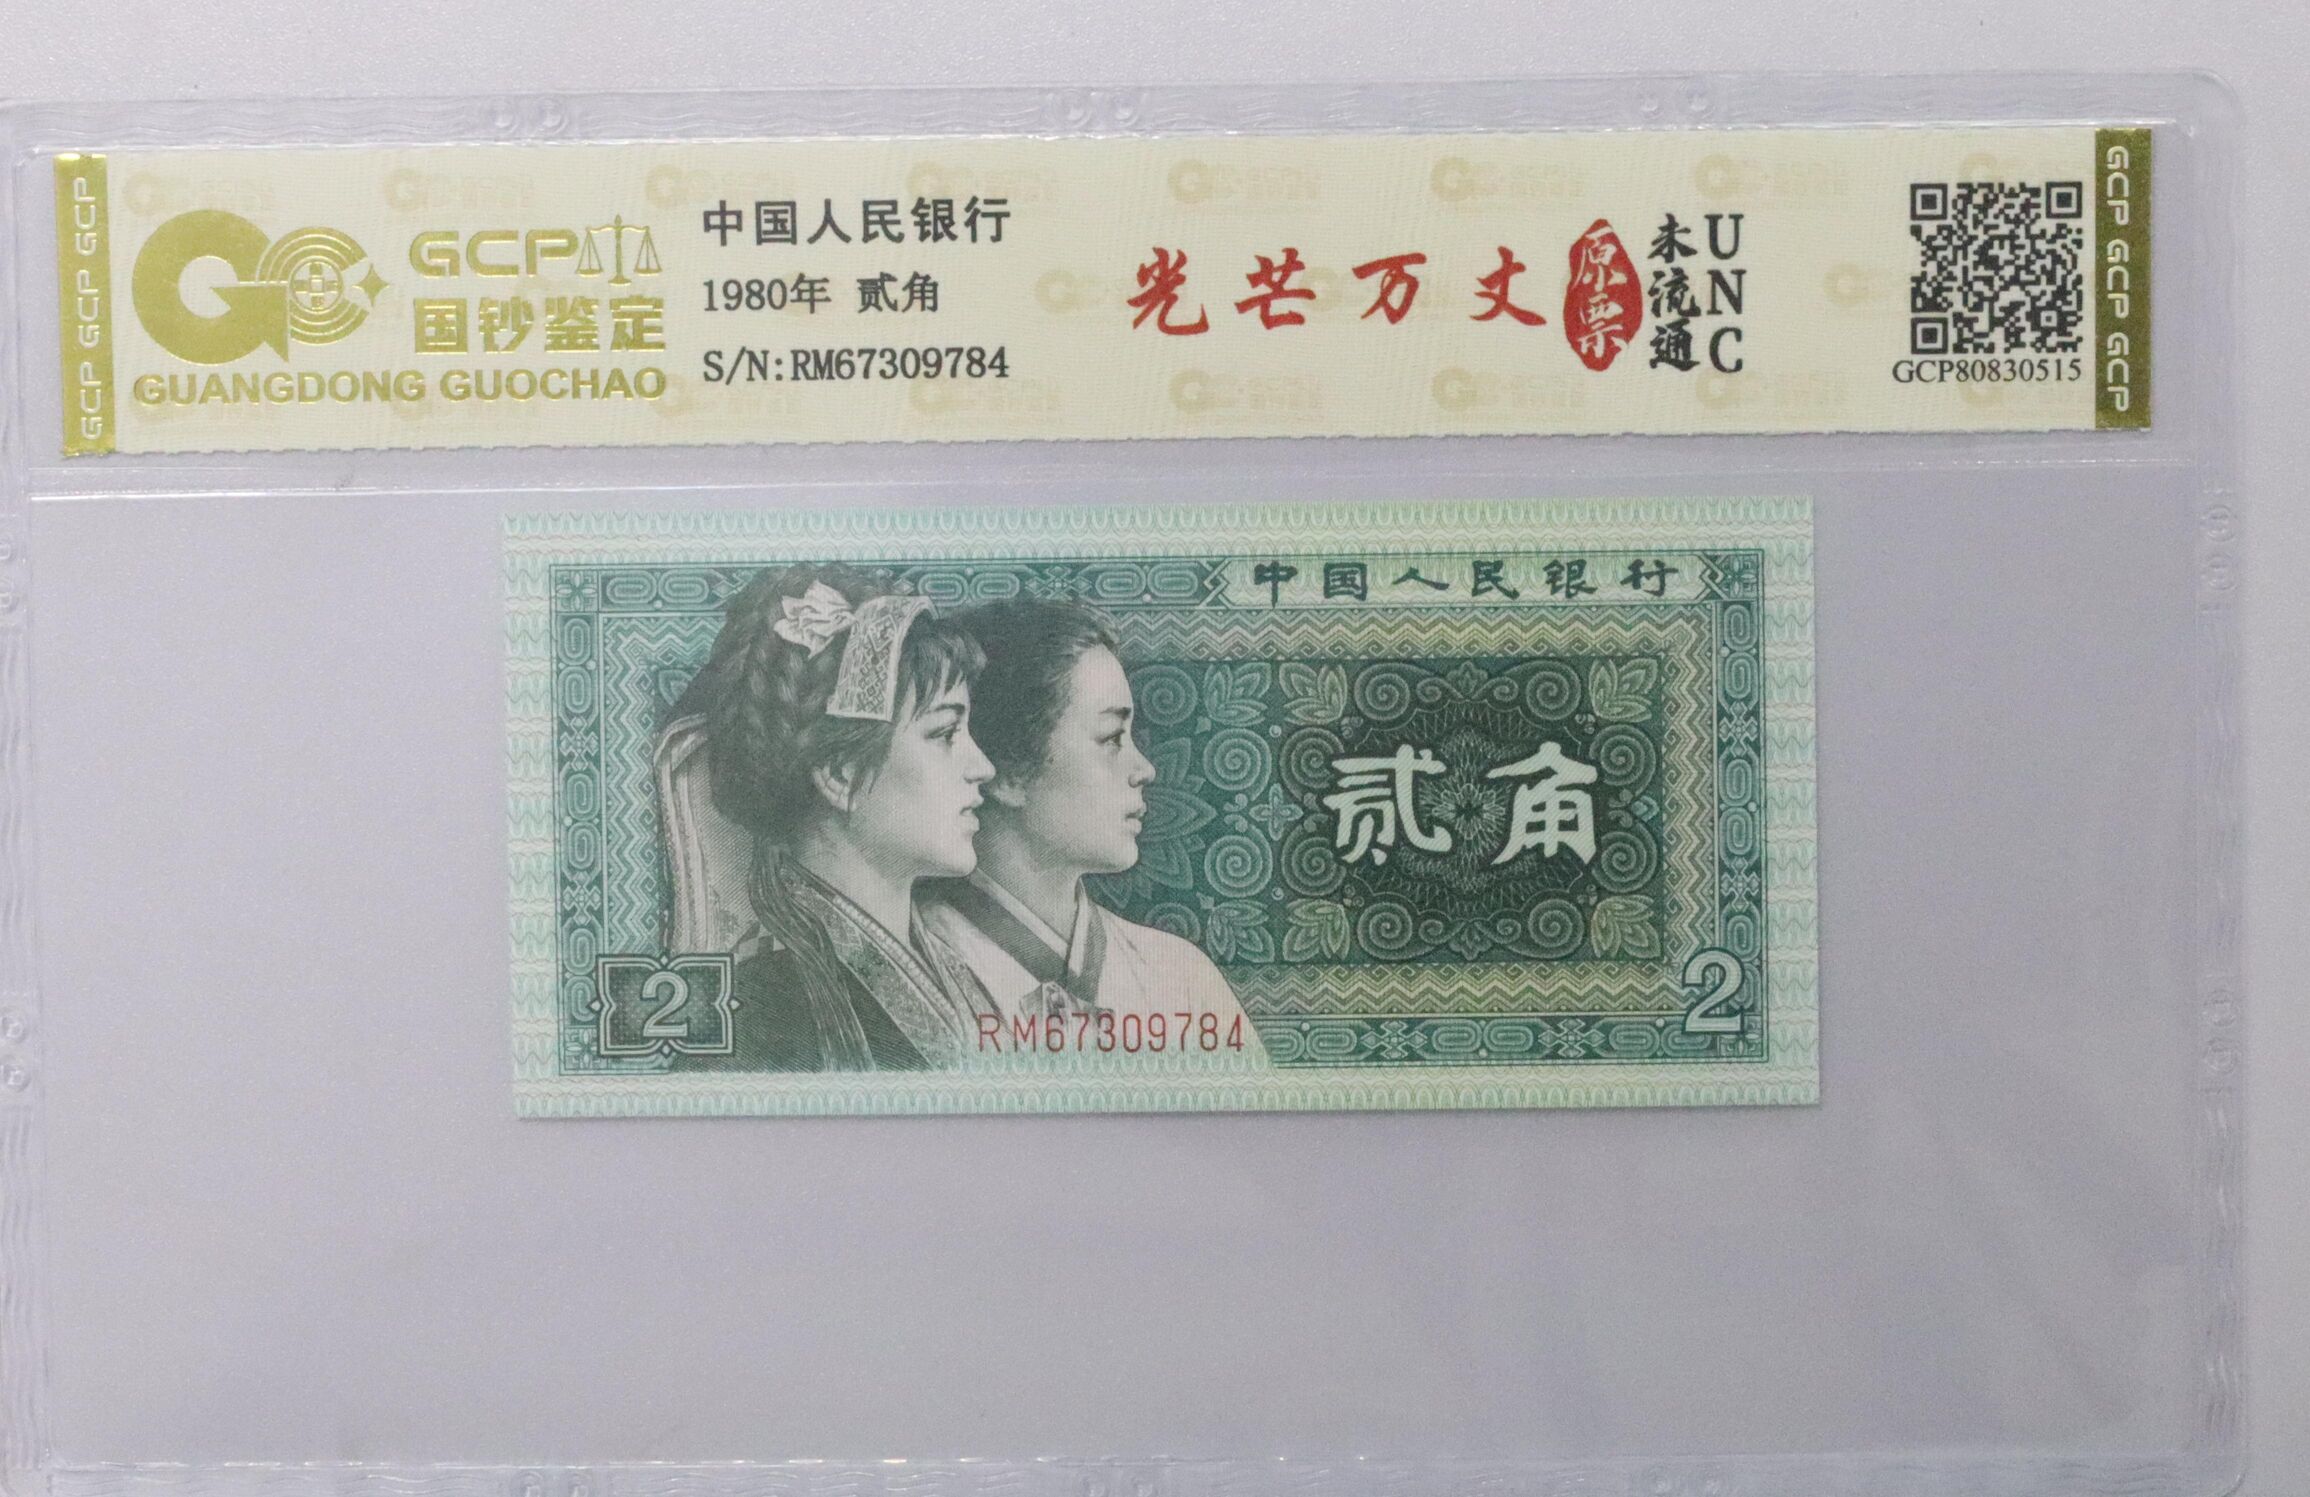 GCP GCP GCP
GCP
国钞鉴定
GUANGDONG GUOCHAO
中国人民银行
1980年 贰角
S/N:RM67309784
光芒万丈
原票
未流通
UNC
GCP80830515
GCP GCP GCP
中国人民银行
贰角
2
2
RM67309784